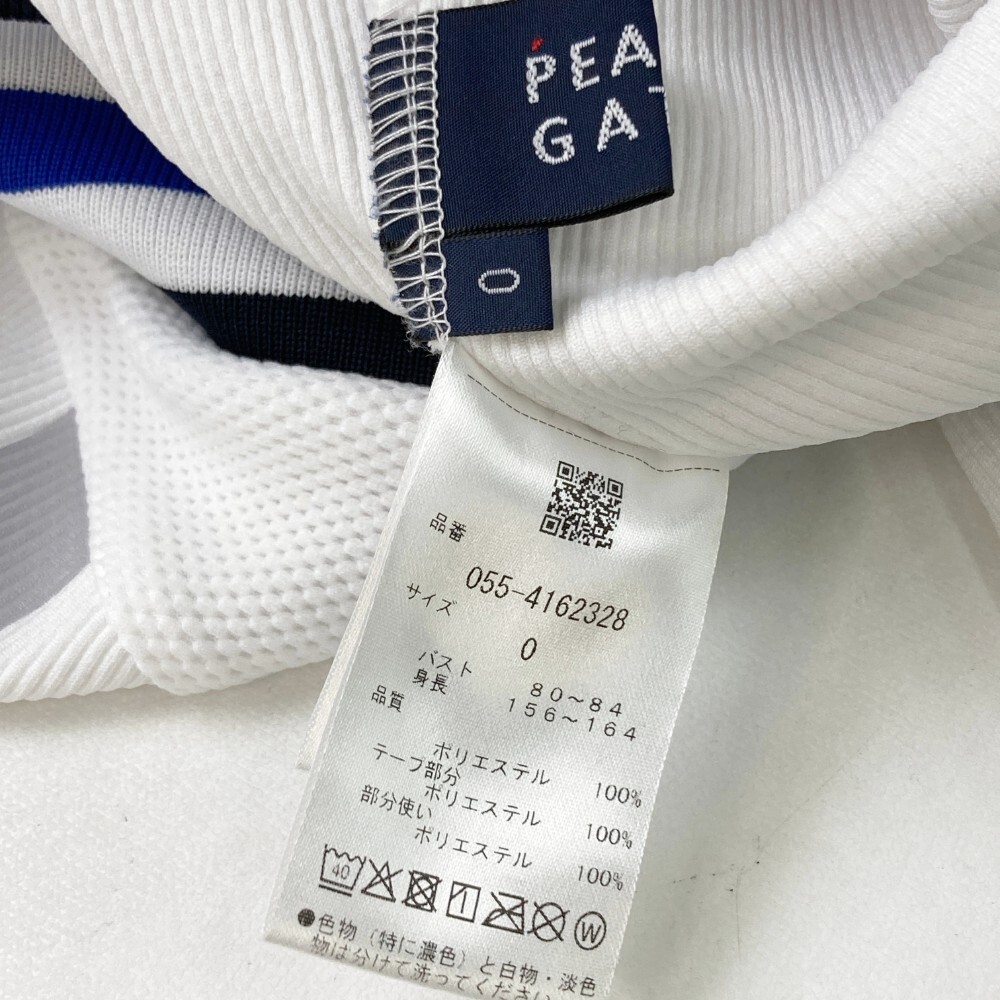 PEA
GA
0
品番
055-4162328
サイズ
0
バスト 80～84
身長 156～164
品質
ポリエステル 100%
テープ部分
ポリエステル 100%
部分使い
ポリエステル 100%
40
W
●色物(特に濃色)と白物・淡色
物は分けて洗ってください